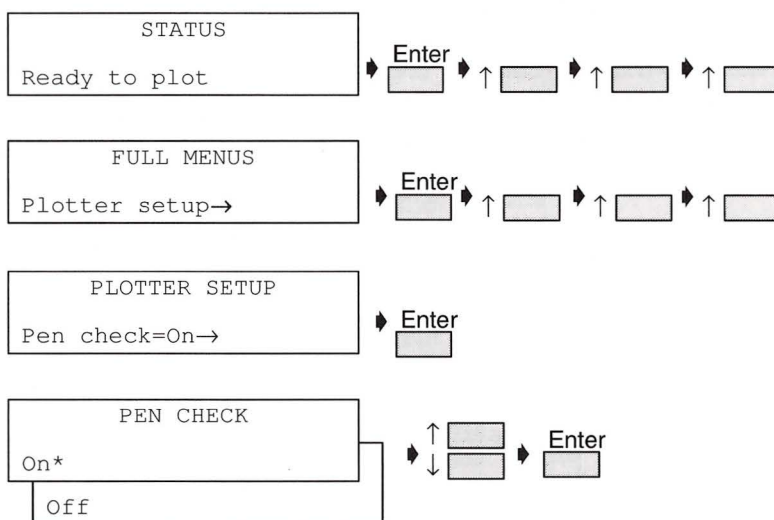 STATUS
Ready to plot
Enter
↑ ↑ ↑
FULL MENUS
Plotter setup→
Enter
↑ ↑ ↑
PLOTTER SETUP
Pen check=On→
Enter
PEN CHECK
On*
Off
↑
↓
Enter